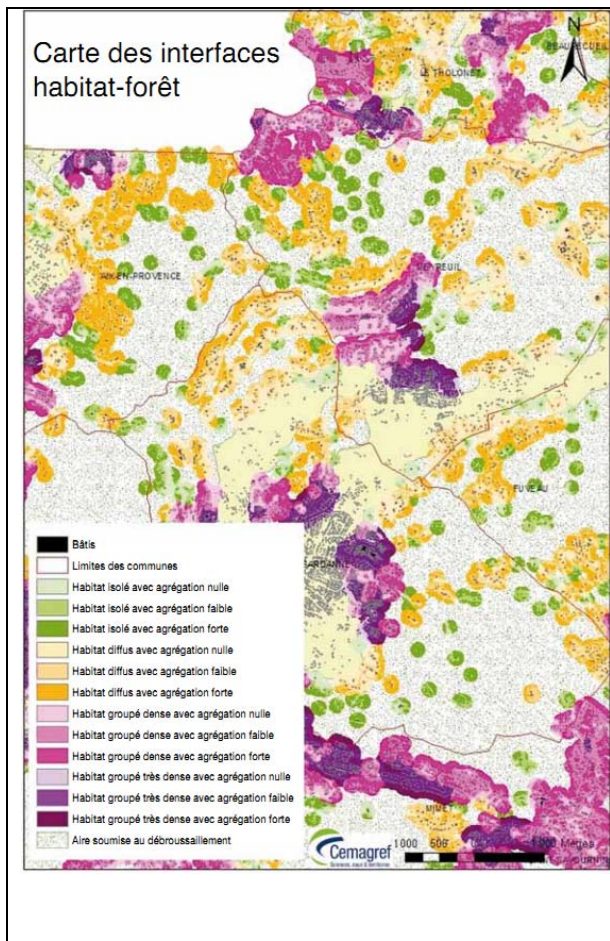 Carte des interfaces
habitat-forêt
N
BEAURECUEIL
LE THOLONET
AIX-EN-PROVENCE
FUVEAU
Bâtis
Limites des communes
Habitat isolé avec agrégation nulle
Habitat isolé avec agrégation faible
Habitat isolé avec agrégation forte
Habitat diffus avec agrégation nulle
Habitat diffus avec agrégation faible
Habitat diffus avec agrégation forte
Habitat groupé dense avec agrégation nulle
Habitat groupé dense avec agrégation faible
Habitat groupé dense avec agrégation forte
Habitat groupé très dense avec agrégation nulle
Habitat groupé très dense avec agrégation faible
Habitat groupé très dense avec agrégation forte
Aire soumise au débroussaillement
MIMET
Cemagref
1 000 500